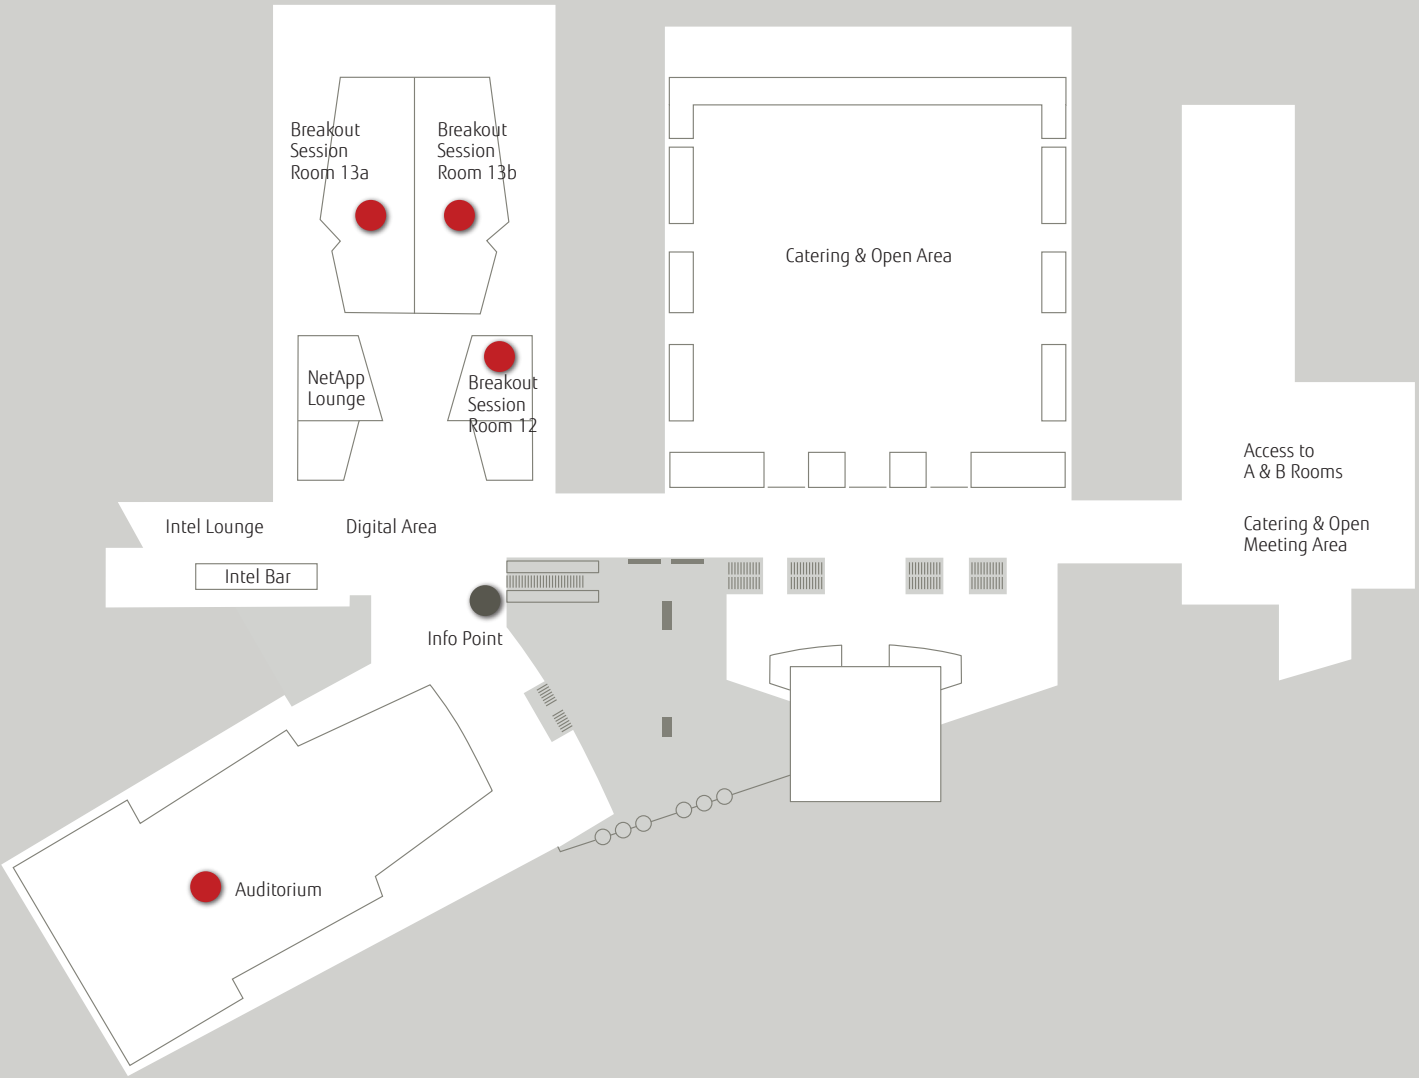 Breakout
Session
Room 13a
Breakout
Session
Room 13b
Catering & Open Area
NetApp
Lounge
Breakout
Session
Room 12
Access to
A & B Rooms
Catering & Open
Meeting Area
Intel Lounge
Digital Area
Intel Bar
Info Point
Auditorium